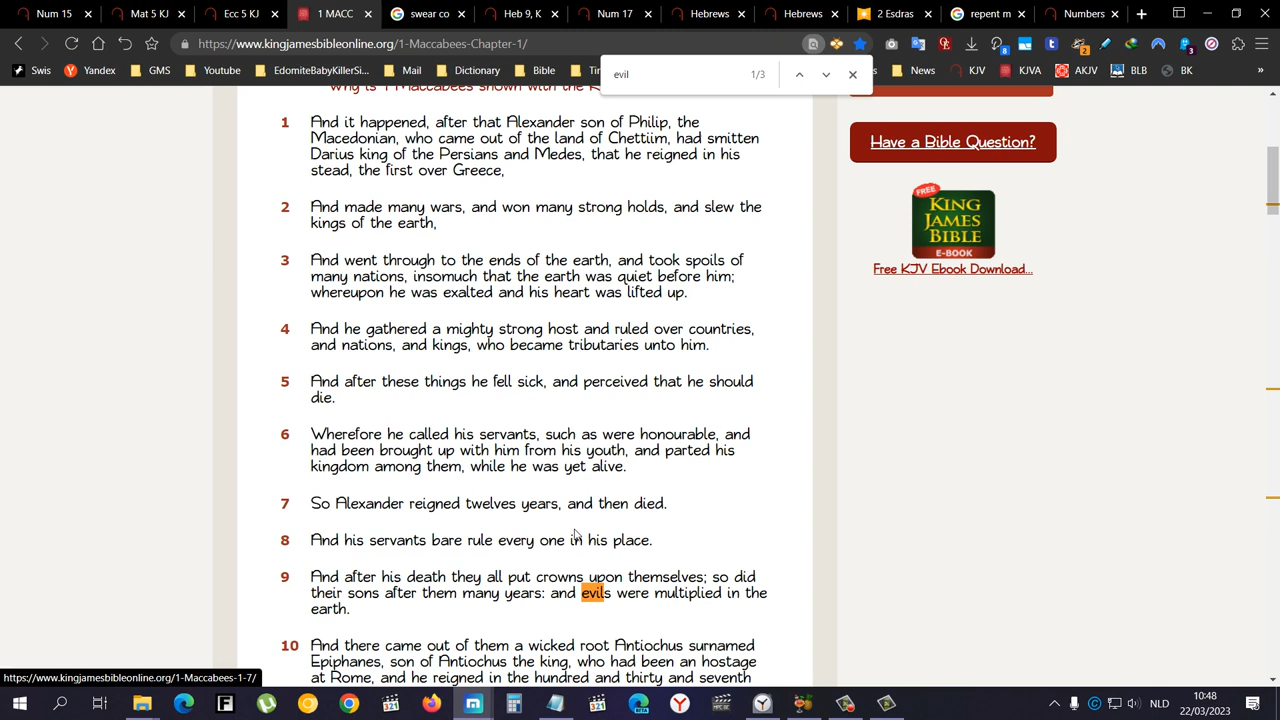 Num 15
Mat 5 KJ
Ecc 5 KJ
1 MACC
swear co
Heb 9, K
Num 17
Hebrews
Hebrews
2 Esdras
repent m
Numbers
https://www.kingjamesbibleonline.org/1-Maccabees-Chapter-1/
Swis
Yandex
GMS
Youtube
EdomiteBabyKillerSi...
Mail
Dictionary
Bible
Tir
News
KJV
KJVA
AKJV
BLB
BK
evil
1/3
Why is 1 Maccabees shown with the K
1 And it happened, after that Alexander son of Philip, the
Macedonian, who came out of the land of Chettiim, had smitten
Darius king of the Persians and Medes, that he reigned in his
stead, the first over Greece,
2 And made many wars, and won many strong holds, and slew the
kings of the earth,
3 And went through to the ends of the earth, and took spoils of
many nations, insomuch that the earth was quiet before him;
whereupon he was exalted and his heart was lifted up.
4 And he gathered a mighty strong host and ruled over countries,
and nations, and kings, who became tributaries unto him.
5 And after these things he fell sick, and perceived that he should
die.
6 Wherefore he called his servants, such as were honourable, and
had been brought up with him from his youth, and parted his
kingdom among them, while he was yet alive.
7 So Alexander reigned twelves years, and then died.
8 And his servants bare rule every one in his place.
9 And after his death they all put crowns upon themselves; so did
their sons after them many years: and evils were multiplied in the
earth.
10 And there came out of them a wicked root Antiochus surnamed
Epiphanes, son of Antiochus the king, who had been an hostage
at Rome, and he reigned in the hundred and thirty and seventh
Have a Bible Question?
FREE
KING
JAMES
BIBLE
E-BOOK
Free KJV Ebook Download...
https://www.kingjamesbibleonline.org/1-Maccabees-1-7/
NLD
10:48
22/03/2023